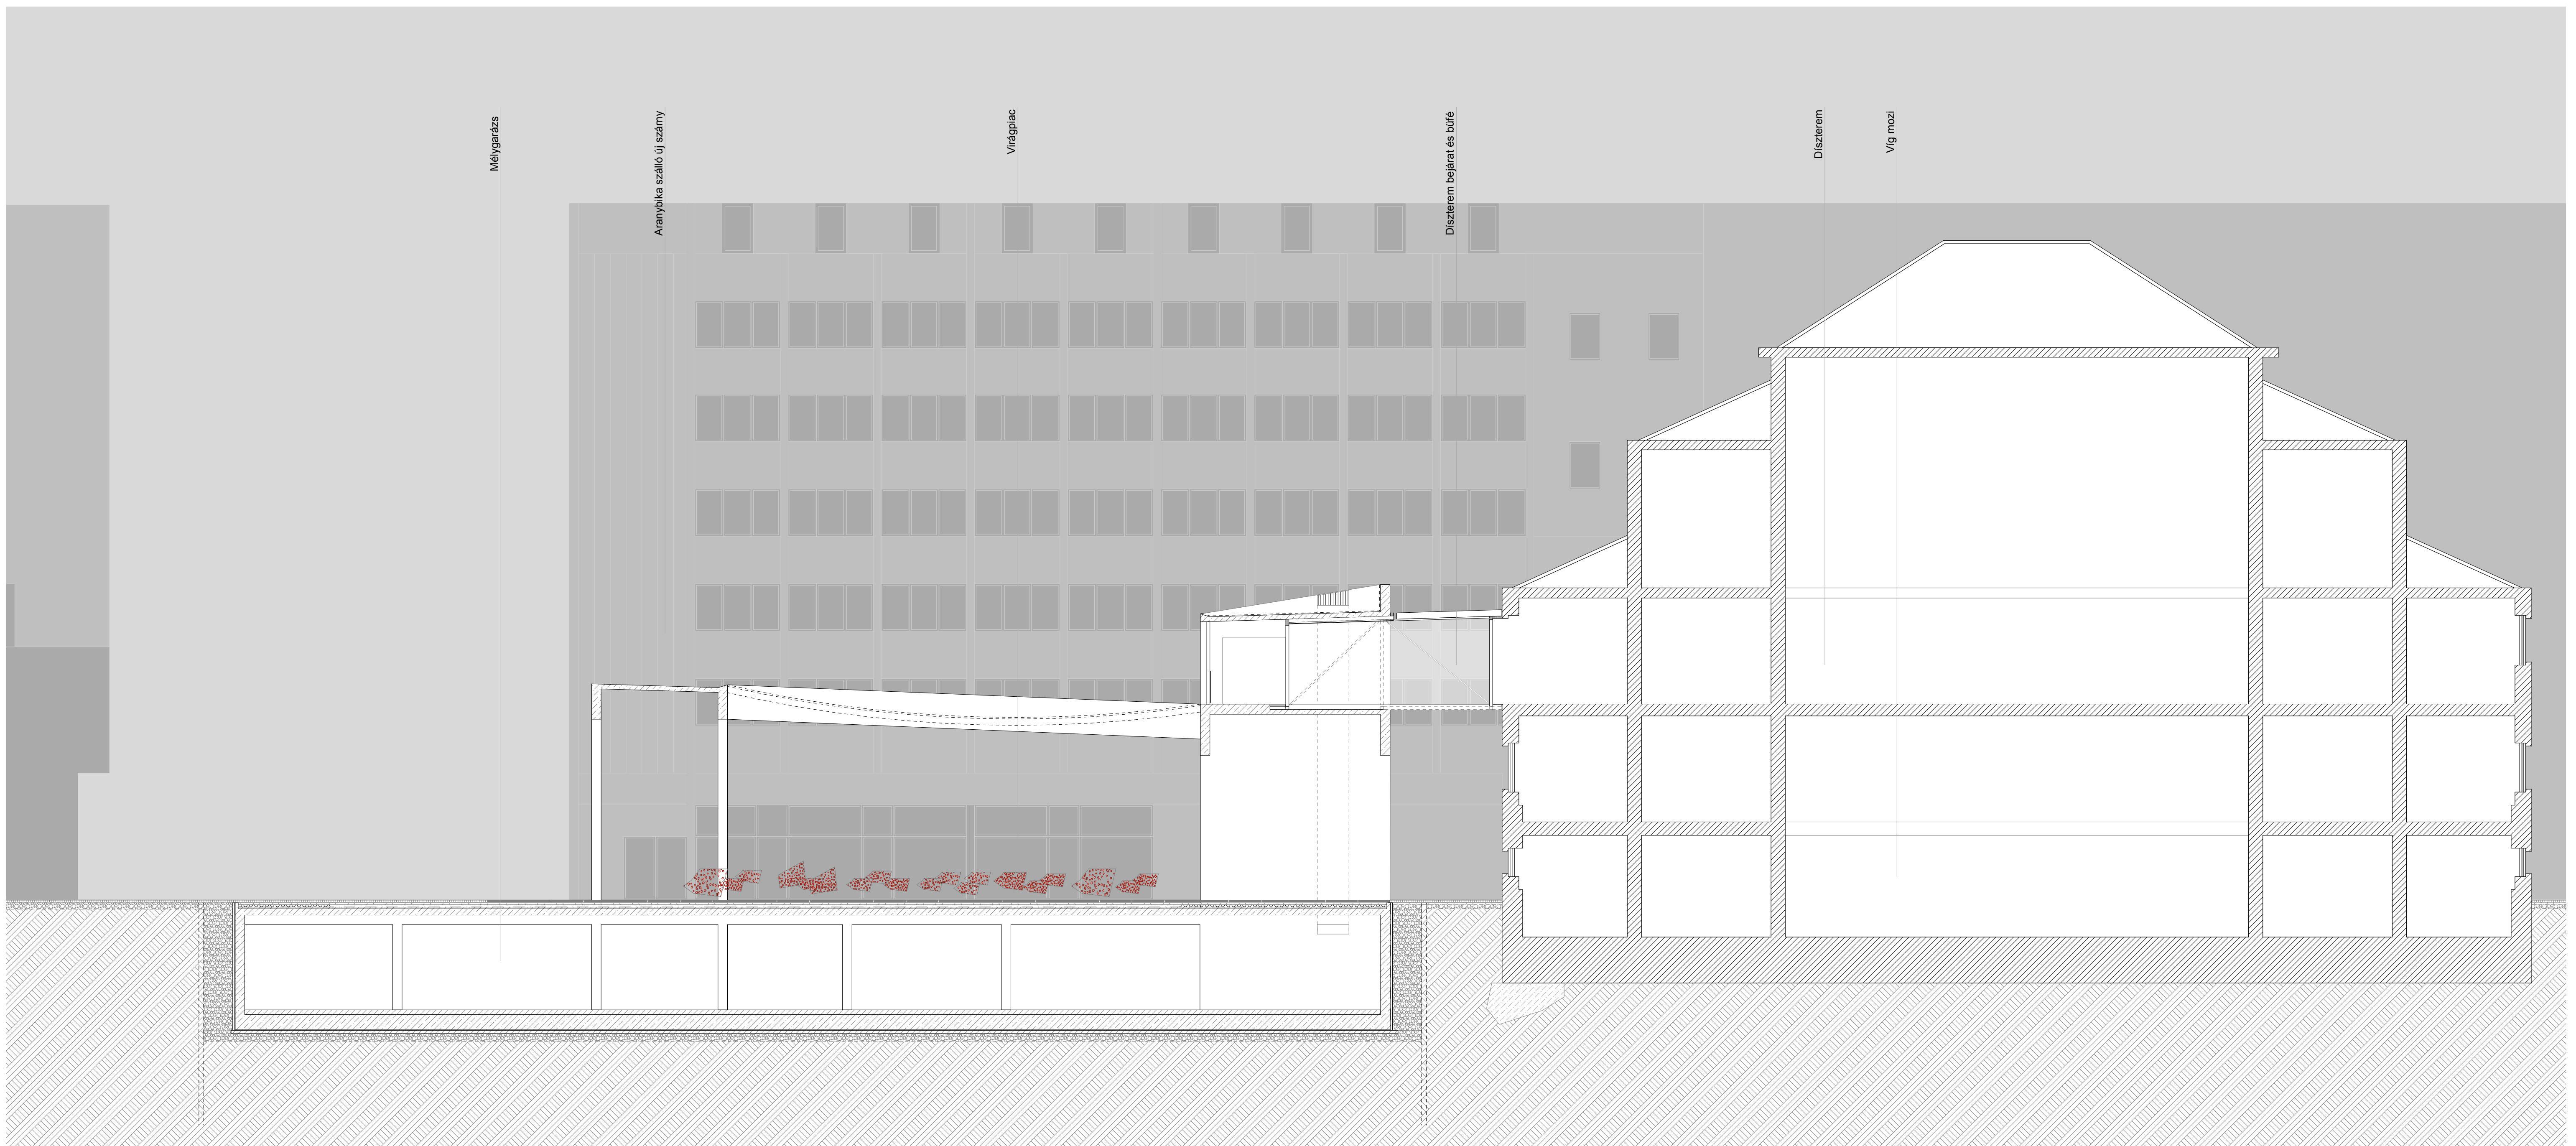 Mélygarázs
Aranybika szálló új szárny
Virágpiac
Díszterem bejárat és büfé
Díszterem
Víg mozi